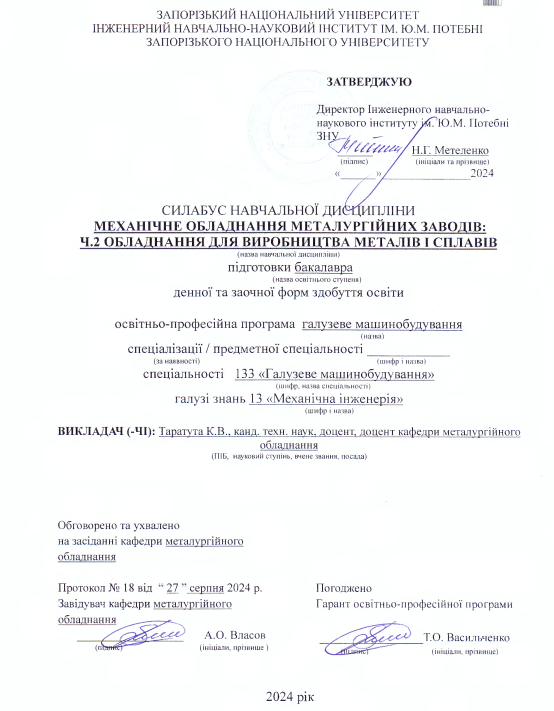 ЗАПОРІЗЬКИЙ НАЦІОНАЛЬНИЙ УНІВЕРСИТЕТ
ІНЖЕНЕРНИЙ НАВЧАЛЬНО-НАУКОВИЙ ІНСТИТУТ ІМ. Ю.М. ПОТЕБНІ
ЗАПОРІЗЬКОГО НАЦІОНАЛЬНОГО УНІВЕРСИТЕТУ
ЗАТВЕРДЖУЮ
Директор Інженерного навчально-
наукового інституту ім. Ю.М. Потебні
ЗНУ
______ Н.Г. Метеленко
(підпис) (ініціали та прізвище)
«______»__________________2024
СИЛАБУС НАВЧАЛЬНОЇ ДИСЦИПЛІНИ
МЕХАНІЧНЕ ОБЛАДНАННЯ МЕТАЛУРГІЙНИХ ЗАВОДІВ:
Ч.2 ОБЛАДНАННЯ ДЛЯ ВИРОБНИЦТВА МЕТАЛІВ І СПЛАВІВ
(назва навчальної дисципліни)
підготовки бакалавра
(назва освітнього ступеня)
денної та заочної форм здобуття освіти
освітньо-професійна програма галузеве машинобудування
(назва)
спеціалізації / предметної спеціальності ____________
(за наявності) (шифр і назва)
спеціальності 133 «Галузеве машинобудування»
(шифр, назва спеціальності)
галузі знань 13 «Механічна інженерія»
(шифр і назва)
ВИКЛАДАЧ (-ЧІ): Таратута К.В., канд. техн. наук, доцент, доцент кафедри металургійного
обладнання
(ПІБ, науковий ступінь, вчене звання, посада)
Обговорено та ухвалено
на засіданні кафедри металургійного
обладнання
Протокол № 18 від “ 27 ” серпня 2024 р.
Завідувач кафедри металургійного
обладнання
Погоджено
Гарант освітньо-професійної програми
________________ А.О. Власов
(підпис) (ініціали, прізвище )
________________ Т.О. Васильченко
(підпис) (ініціали, прізвище)
2024 рік